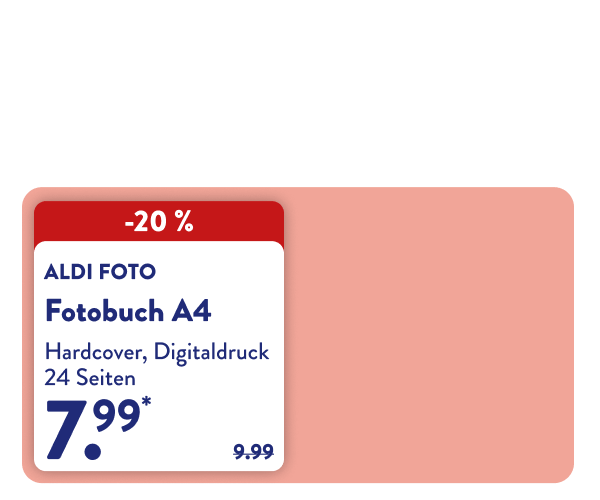 -20 %
ALDI FOTO
Fotobuch A4
Hardcover, Digitaldruck
24 Seiten
7.99*
9.99